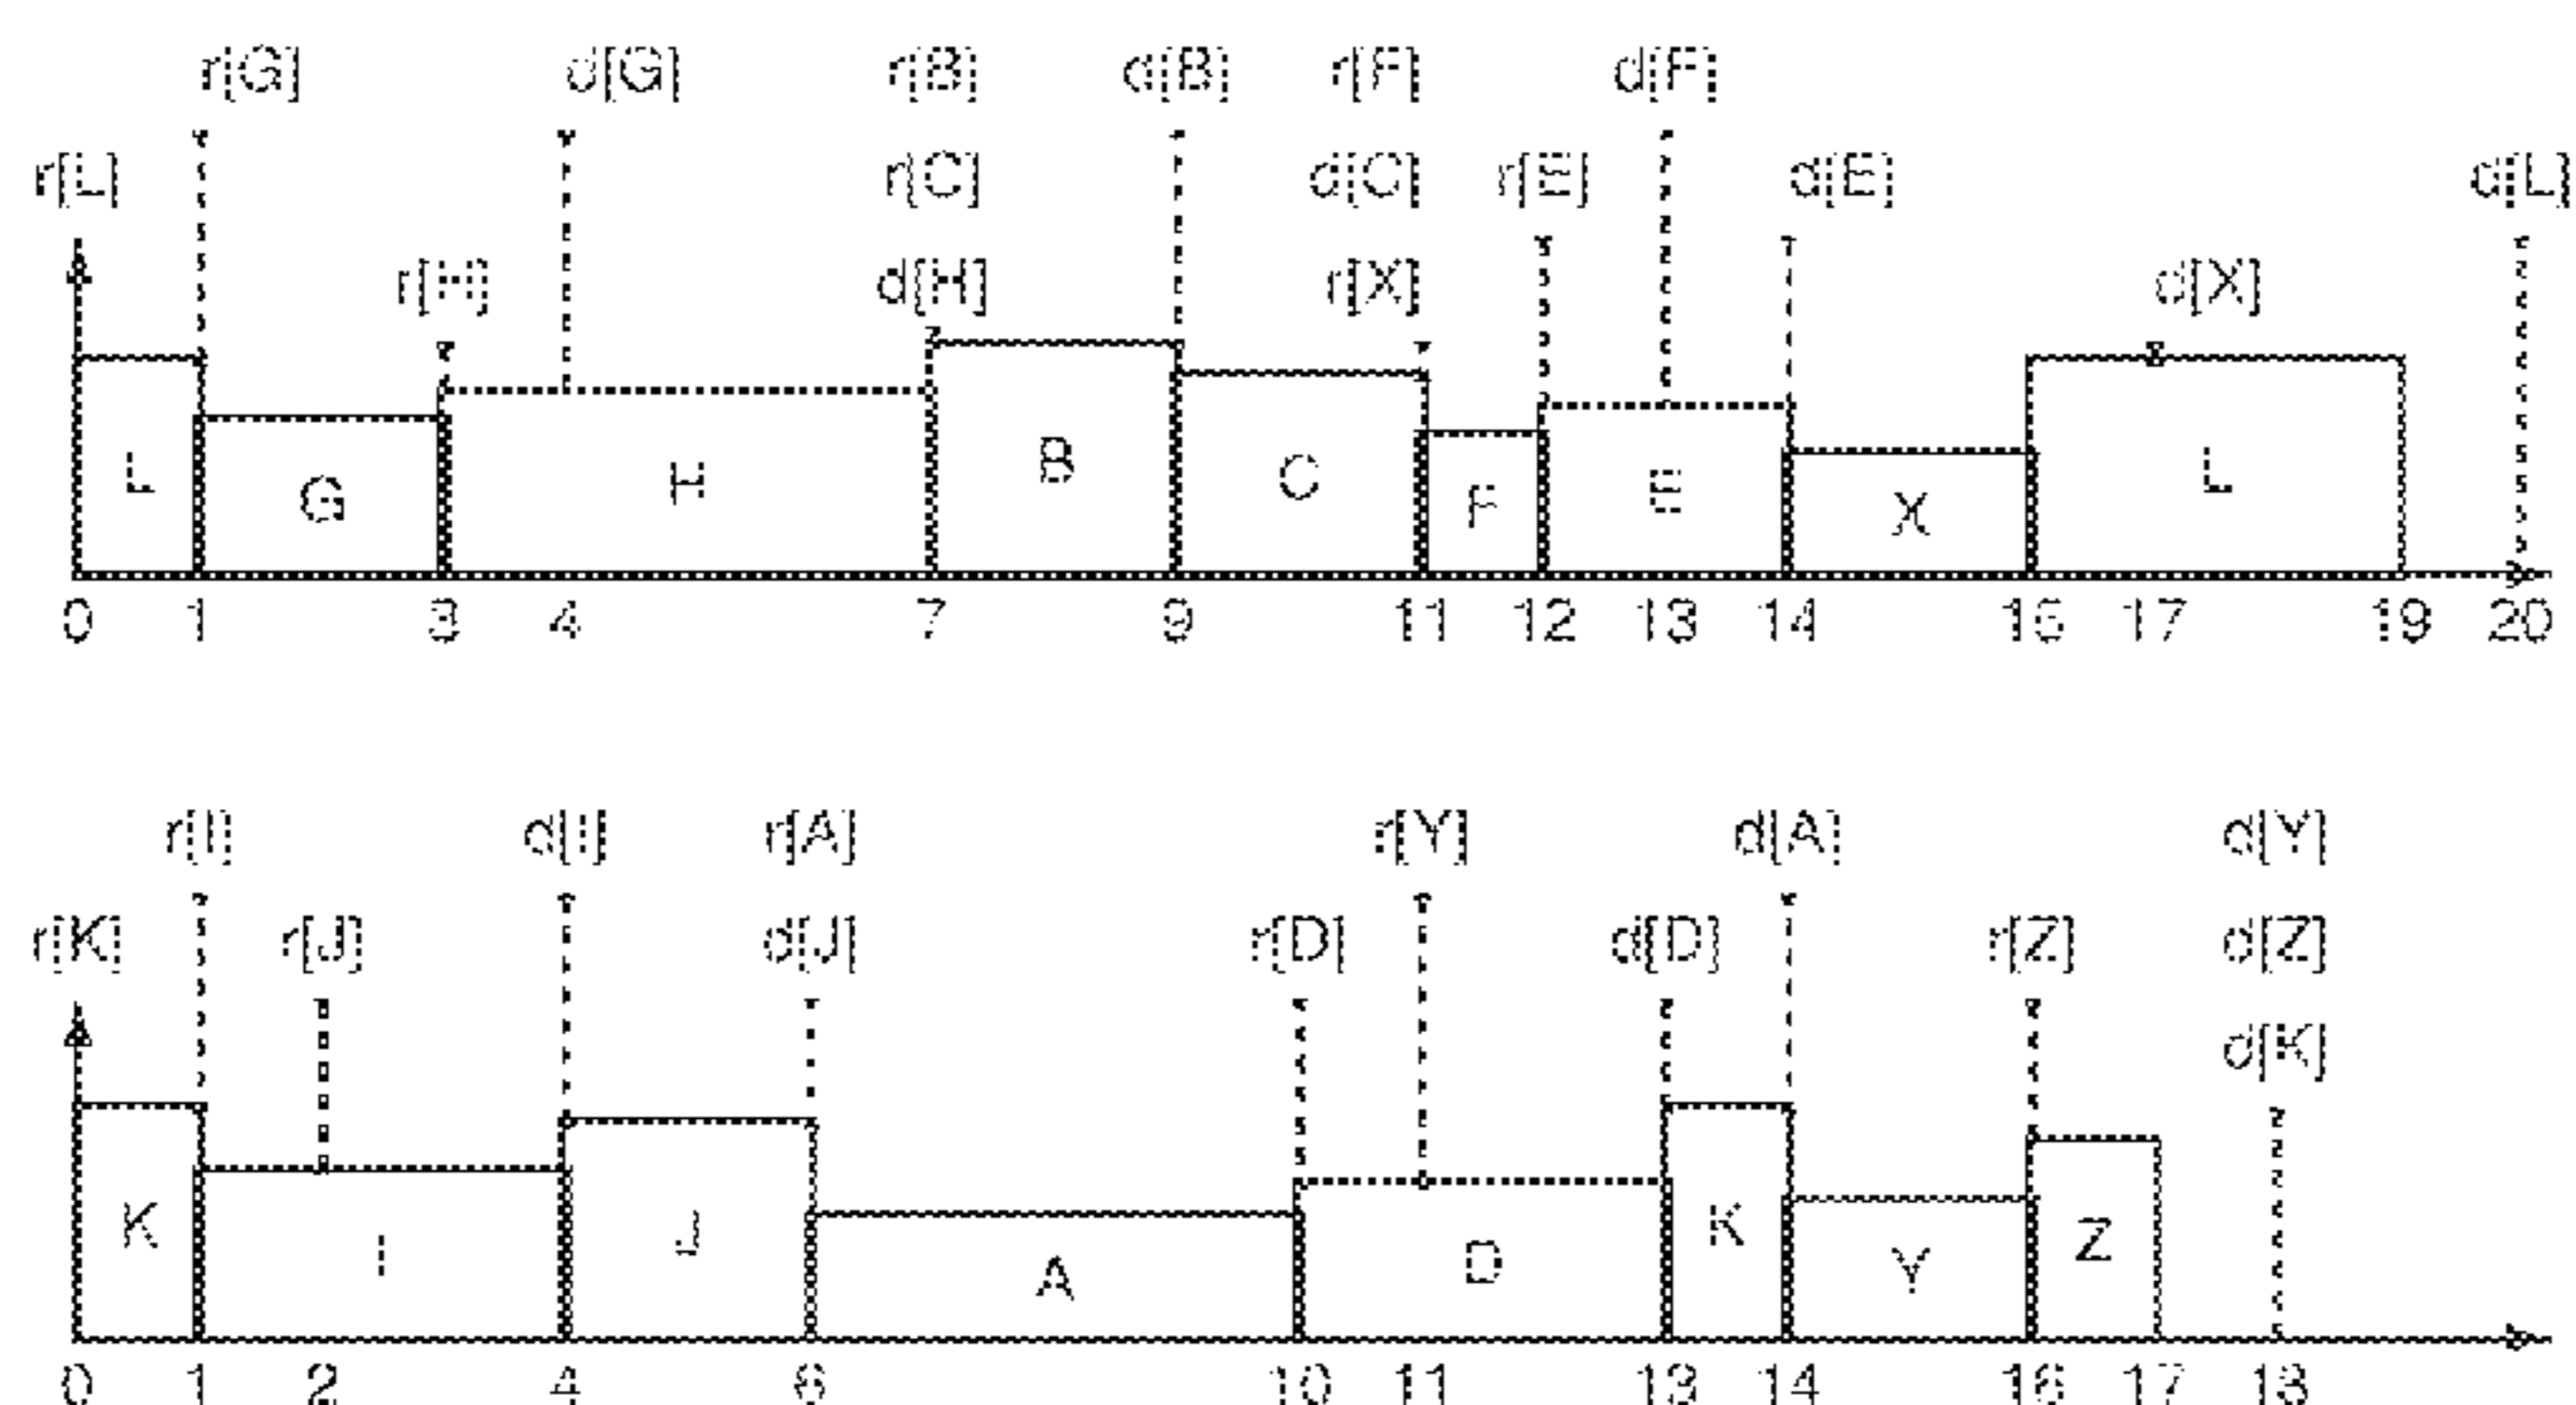 r[G] d[G] r[B] d[B] r[F] d[F]
r[L] r[C] d[C] r[E] d[E] d[L]
r[H] d[H] r[X] d[X]
L G H B C F E X L
0 1 3 4 7 9 11 12 13 14 16 17 19 20
r[I] d[I] r[A] r[Y] d[A] d[Y]
r[K] r[J] d[J] r[D] d[D] r[Z] d[Z]
d[K]
K I J A D K Y Z
0 1 2 4 6 10 11 13 14 16 17 18